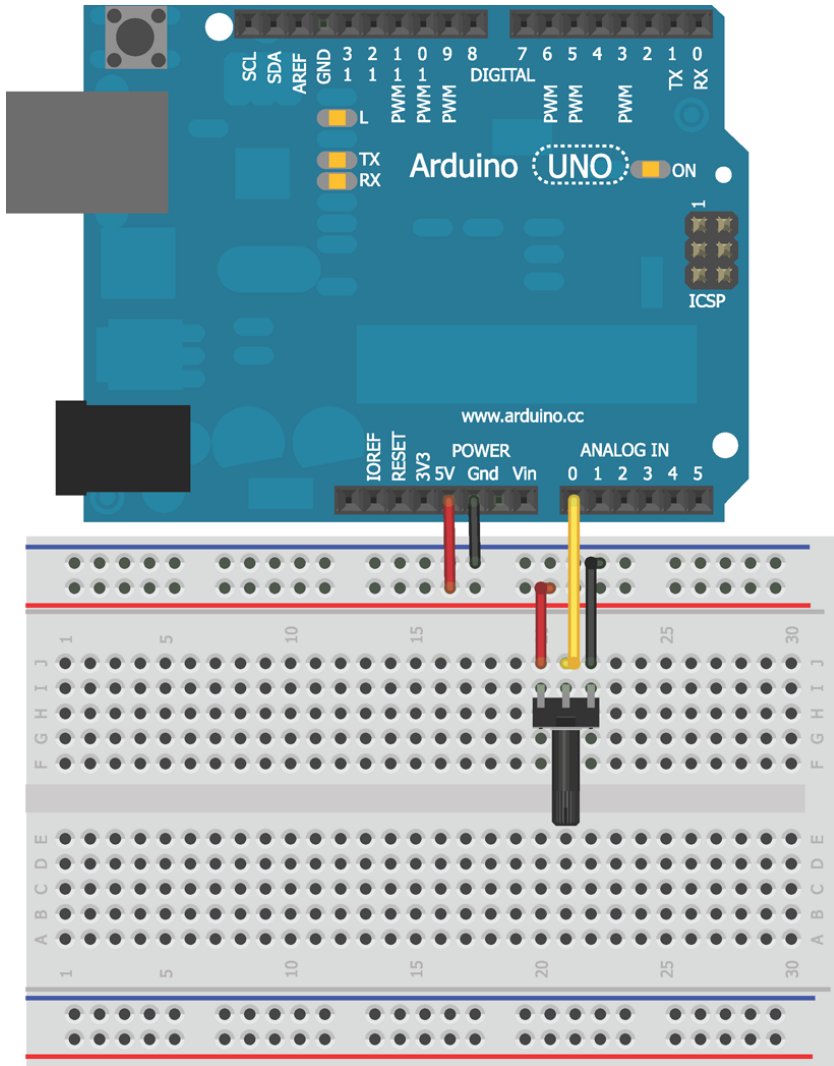 SCL
SDA
AREF
GND
13
12
11
10
9
8
7
6
5
4
3
2
1
0
PWM
PWM
PWM
DIGITAL
PWM
PWM
PWM
TX
RX
L
TX
RX
Arduino UNO
ON
1
ICSP
www.arduino.cc
POWER
ANALOG IN
IOREF
RESET
3V3
5V
Gnd
Vin
0 1 2 3 4 5
1 5 10 15 20 25 30
J J
I I
H H
G G
F F
E E
D D
C C
B B
A A
1 5 10 15 20 25 30